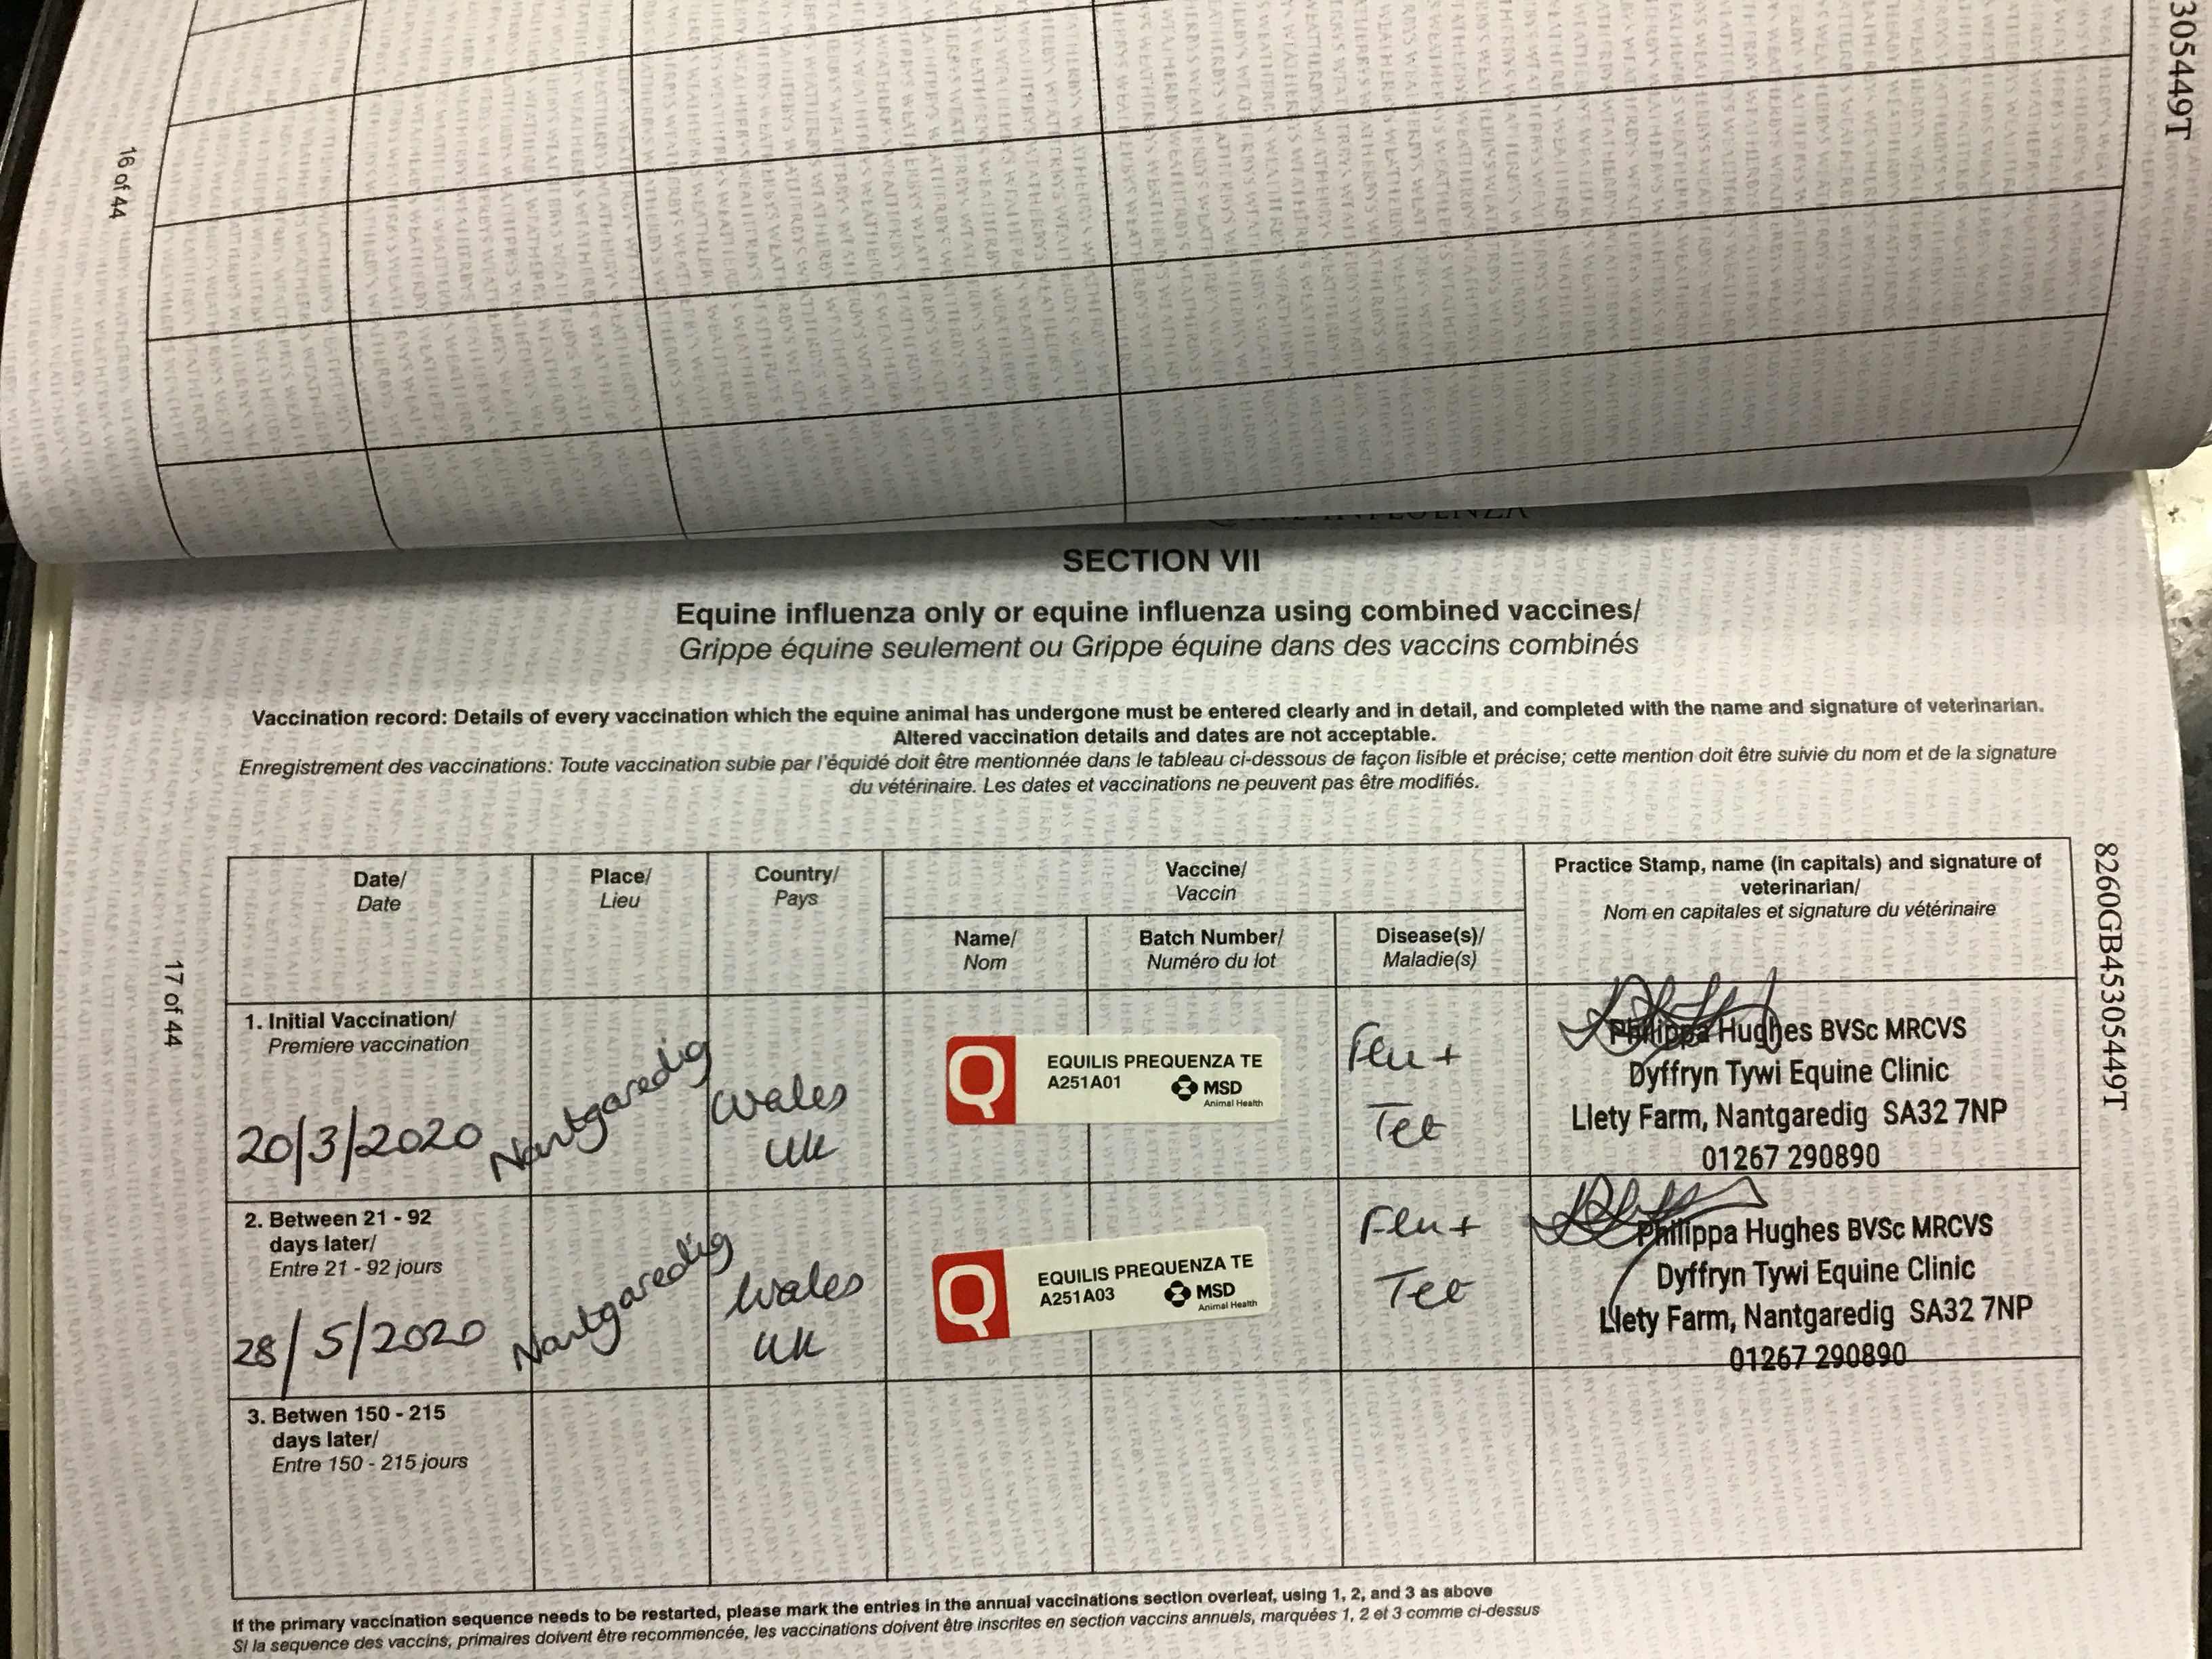 305449T
16 of 44
SECTION VII
Equine influenza only or equine influenza using combined vaccines/
Grippe équine seulement ou Grippe équine dans des vaccins combinés
Vaccination record: Details of every vaccination which the equine animal has undergone must be entered clearly and in detail, and completed with the name and signature of veterinarian.
Altered vaccination details and dates are not acceptable.
Enregistrement des vaccinations: Toute vaccination subie par l'équidé doit être mentionnée dans le tableau ci-dessous de façon lisible et précise; cette mention doit être suivie du nom et de la signature
du vétérinaire. Les dates et vaccinations ne peuvent pas être modifiés.
Date/
Date
Place/
Lieu
Country/
Pays
Vaccine/
Vaccin
Name/
Nom
Batch Number/
Numéro du lot
Disease(s)/
Maladie(s)
Practice Stamp, name (in capitals) and signature of
veterinarian/
Nom en capitales et signature du vétérinaire
8260GB45305449T
17 of 44
1. Initial Vaccination/
Premiere vaccination
20/3/2020
Nantgaredig
Wales
UK
Q
EQUILIS PREQUENZA TE
A251A01
MSD
Animal Health
Flu +
Tet
Philippa Hughes BVSc MRCVS
Dyffryn Tywi Equine Clinic
Llety Farm, Nantgaredig SA32 7NP
01267 290890
2. Between 21 - 92
days later/
Entre 21 - 92 jours
28/5/2020
Nantgaredig
Wales
UK
Q
EQUILIS PREQUENZA TE
A251A03
MSD
Animal Health
Flu +
Tet
Philippa Hughes BVSc MRCVS
Dyffryn Tywi Equine Clinic
Llety Farm, Nantgaredig SA32 7NP
01267 290890
3. Betwen 150 - 215
days later/
Entre 150 - 215 jours
If the primary vaccination sequence needs to be restarted, please mark the entries in the annual vaccinations section overleaf, using 1, 2, and 3 as above
Si la sequence des vaccins, primaires doivent être recommencée, les vaccinations doivent être inscrites en section vaccins annuels, marquées 1, 2 et 3 comme ci-dessus